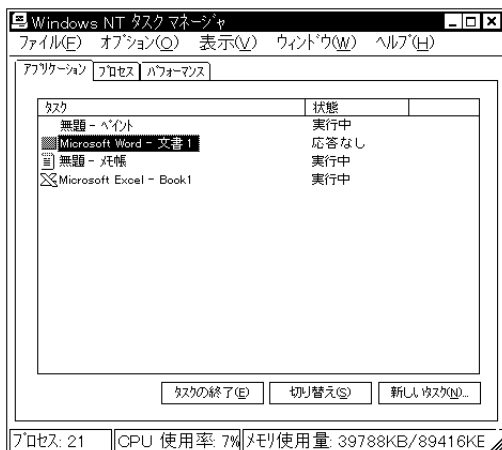 Windows NT タスク マネージャ
ファイル(F) オプション(O) 表示(V) ウィンドウ(W) ヘルプ(H)
アプリケーション プロセス パフォーマンス
タスク 状態
無題 - ペイント 実行中
Microsoft Word - 文書 1 応答なし
無題 - メモ帳 実行中
Microsoft Excel - Book1 実行中
タスクの終了(E) 切り替え(S) 新しいタスク(N)...
プロセス: 21 CPU 使用率: 7% メモリ使用量: 39788KB/89416KE